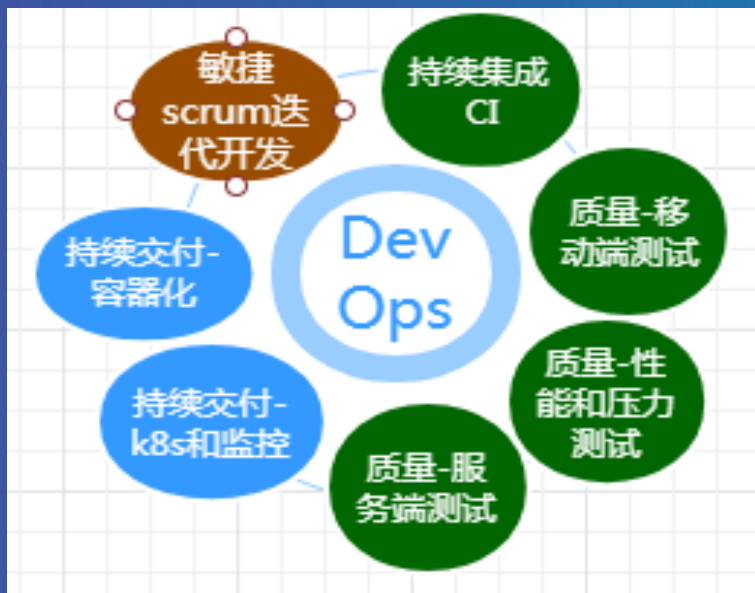 敏捷
scrum迭
代开发
持续集成
CI
质量-移
动端测试
质量-性
能和压力
测试
质量-服
务端测试
持续交付-
k8s和监控
持续交付-
容器化
Dev
Ops